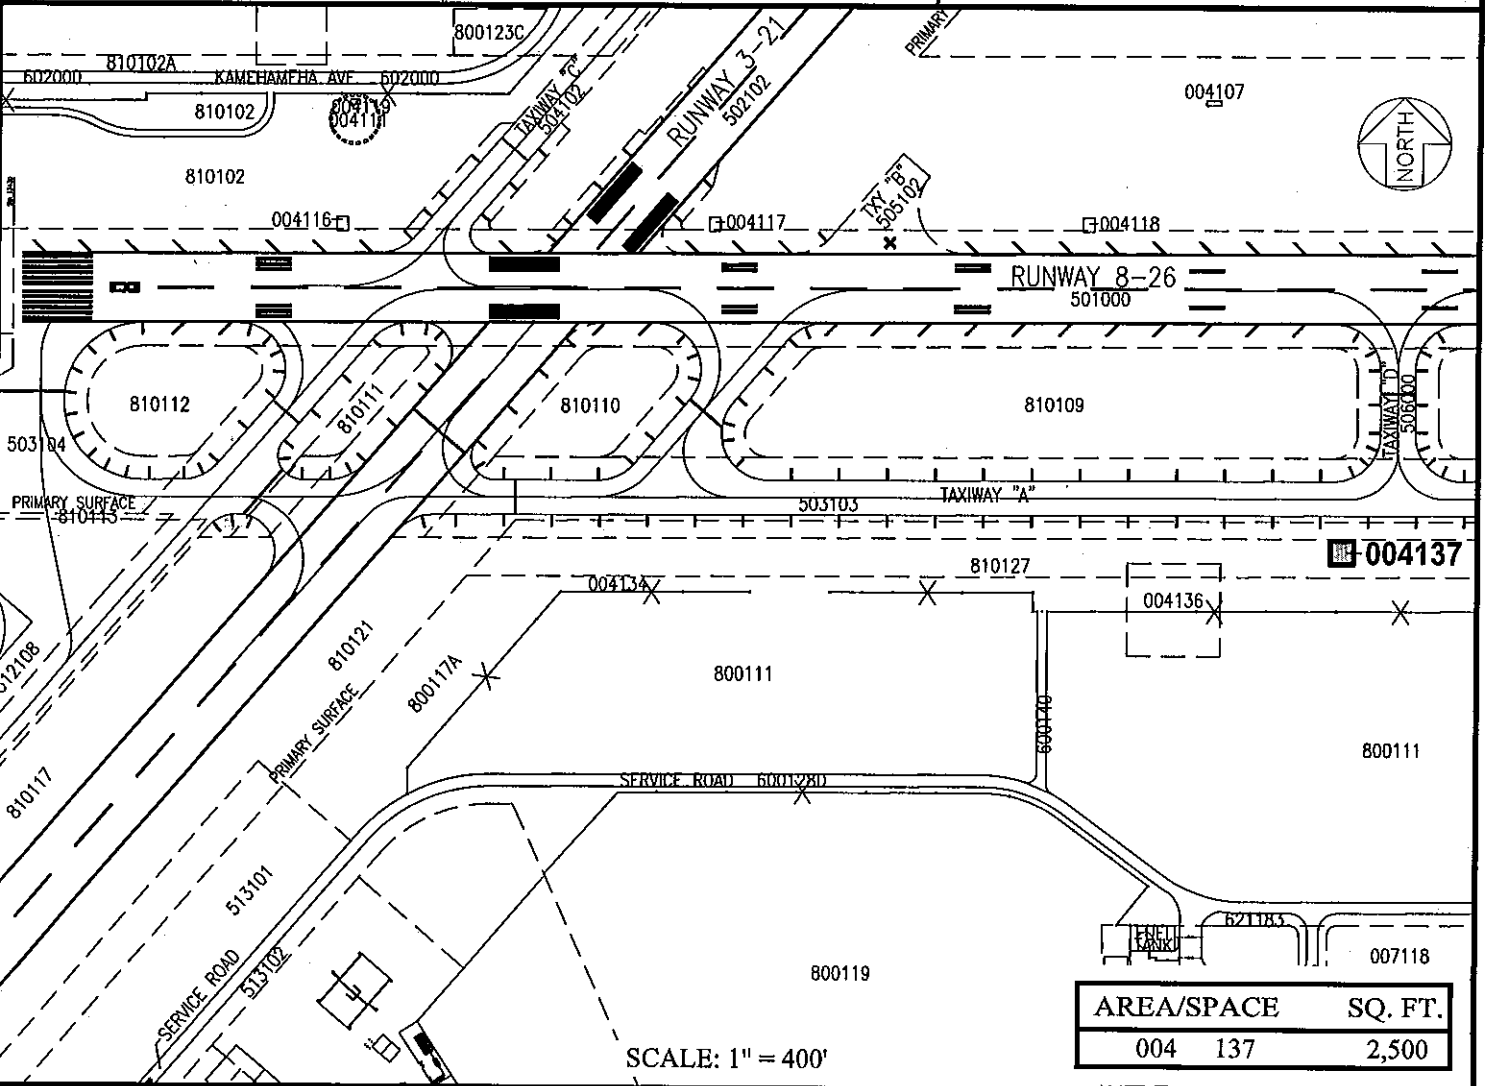 800123C
PRIMARY
810102A
602000
KAMEHAMEHA AVE.
602000
RUNWAY 3-21
502102
TAXIWAY "C"
504102
004107
810102
004119
004111
NORTH
810102
TXY "B"
505102
004116
004117
004118
RUNWAY 8-26
501000
810112
810111
810110
810109
TAXIWAY "D"
506000
503104
PRIMARY SURFACE
810113
503103
TAXIWAY "A"
004137
810127
004134
004136
810121
512108
800117A
800111
PRIMARY SURFACE
600140
800111
810117
SERVICE ROAD 600128D
513101
621183
FUEL
TANK
007118
SERVICE ROAD
513102
800119
AREA/SPACE SQ. FT.
004 137 2,500
SCALE: 1" = 400'